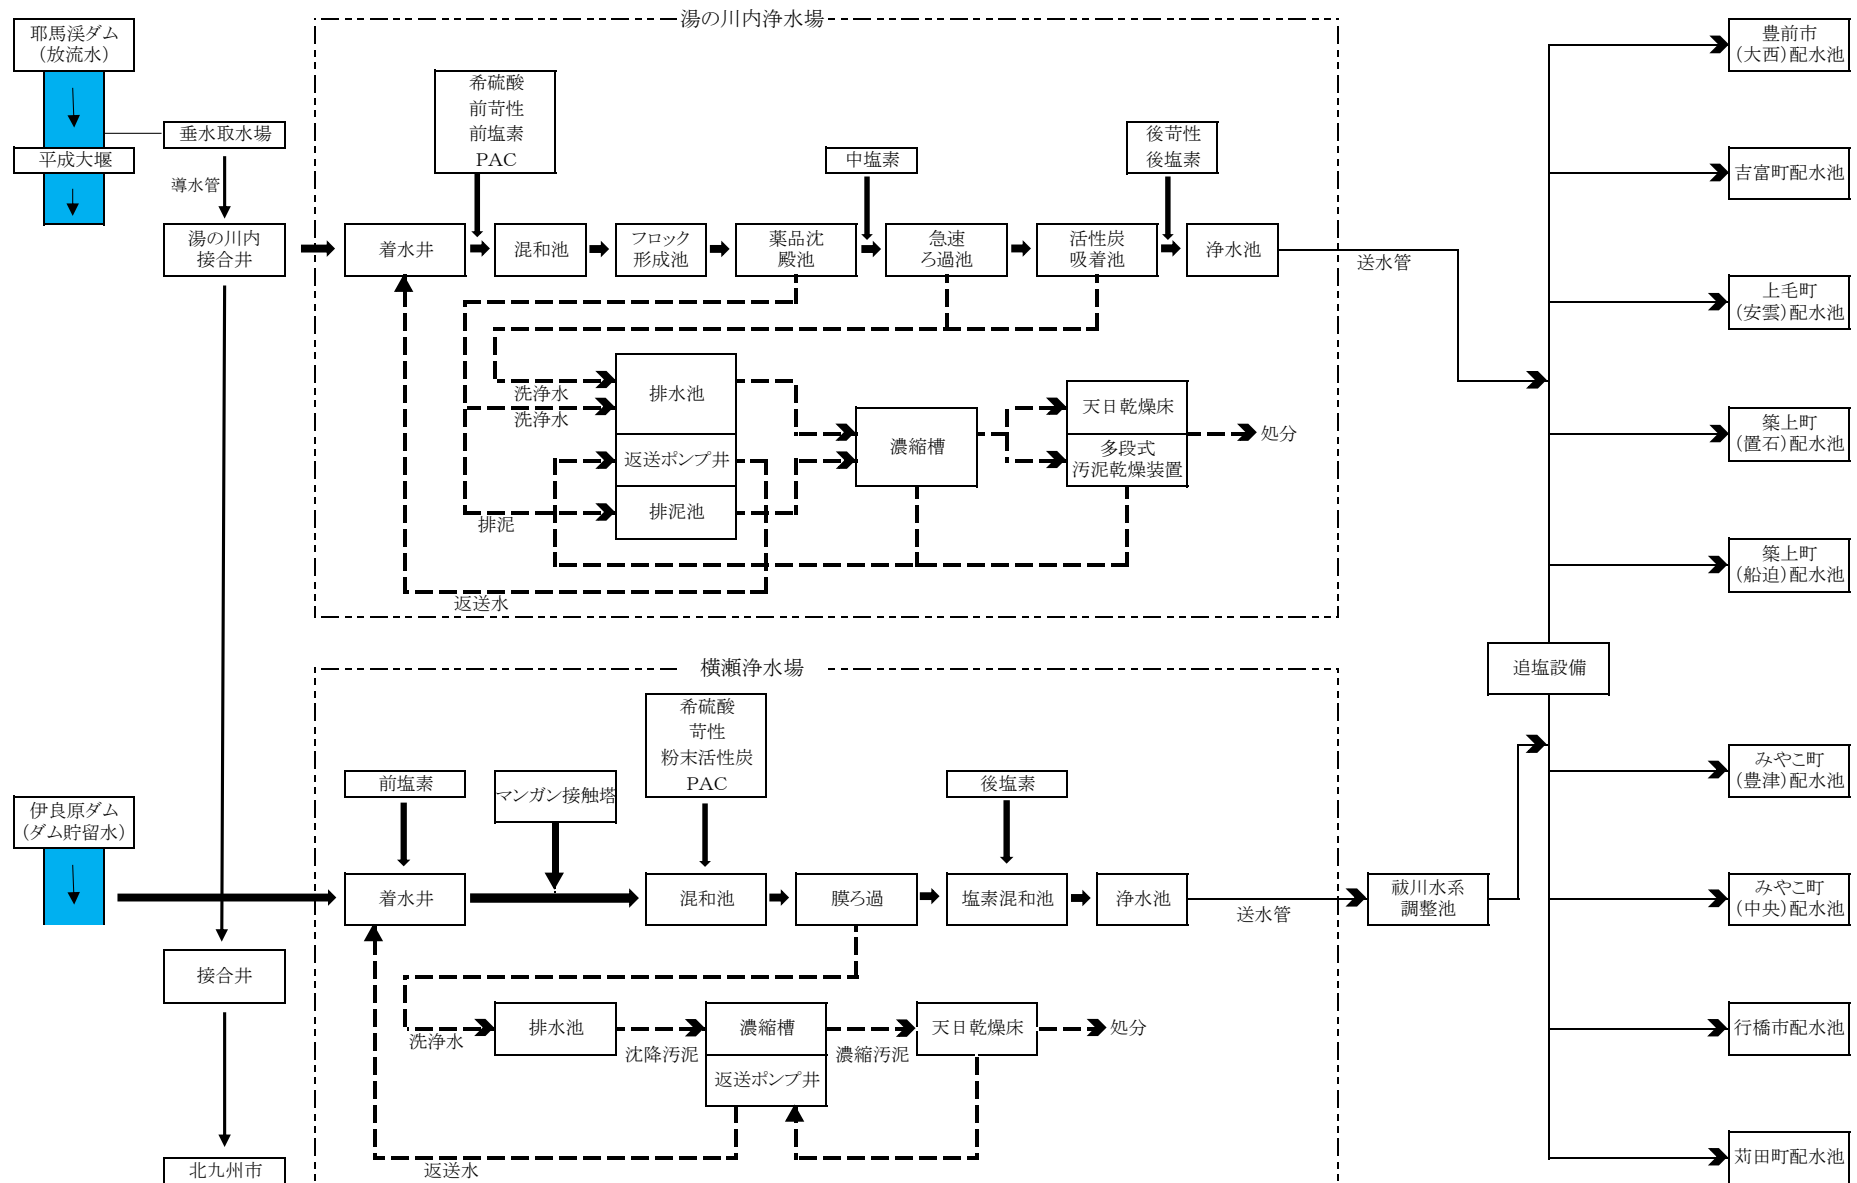 耶馬渓ダム
（放流水）
垂水取水場
平成大堰
導水管
湯の川内
接合井
湯の川内浄水場
希硫酸
前苛性
前塩素
PAC
中塩素
後苛性
後塩素
着水井
混和池
フロック
形成池
薬品沈
殿池
急速
ろ過池
活性炭
吸着池
浄水池
送水管
洗浄水
洗浄水
排泥
排水池
返送ポンプ井
排泥池
濃縮槽
天日乾燥床
多段式
汚泥乾燥装置
処分
返送水
横瀬浄水場
伊良原ダム
（ダム貯留水）
前塩素
マンガン接触塔
希硫酸
苛性
粉末活性炭
PAC
後塩素
着水井
混和池
膜ろ過
塩素混和池
浄水池
送水管
祓川水系
調整池
接合井
北九州市
洗浄水
排水池
沈降汚泥
濃縮槽
返送ポンプ井
濃縮汚泥
天日乾燥床
処分
返送水
追塩設備
豊前市
(大西)配水池
吉富町配水池
上毛町
(安雲)配水池
築上町
(置石)配水池
築上町
(船迫)配水池
みやこ町
(豊津)配水池
みやこ町
(中央)配水池
行橋市配水池
苅田町配水池